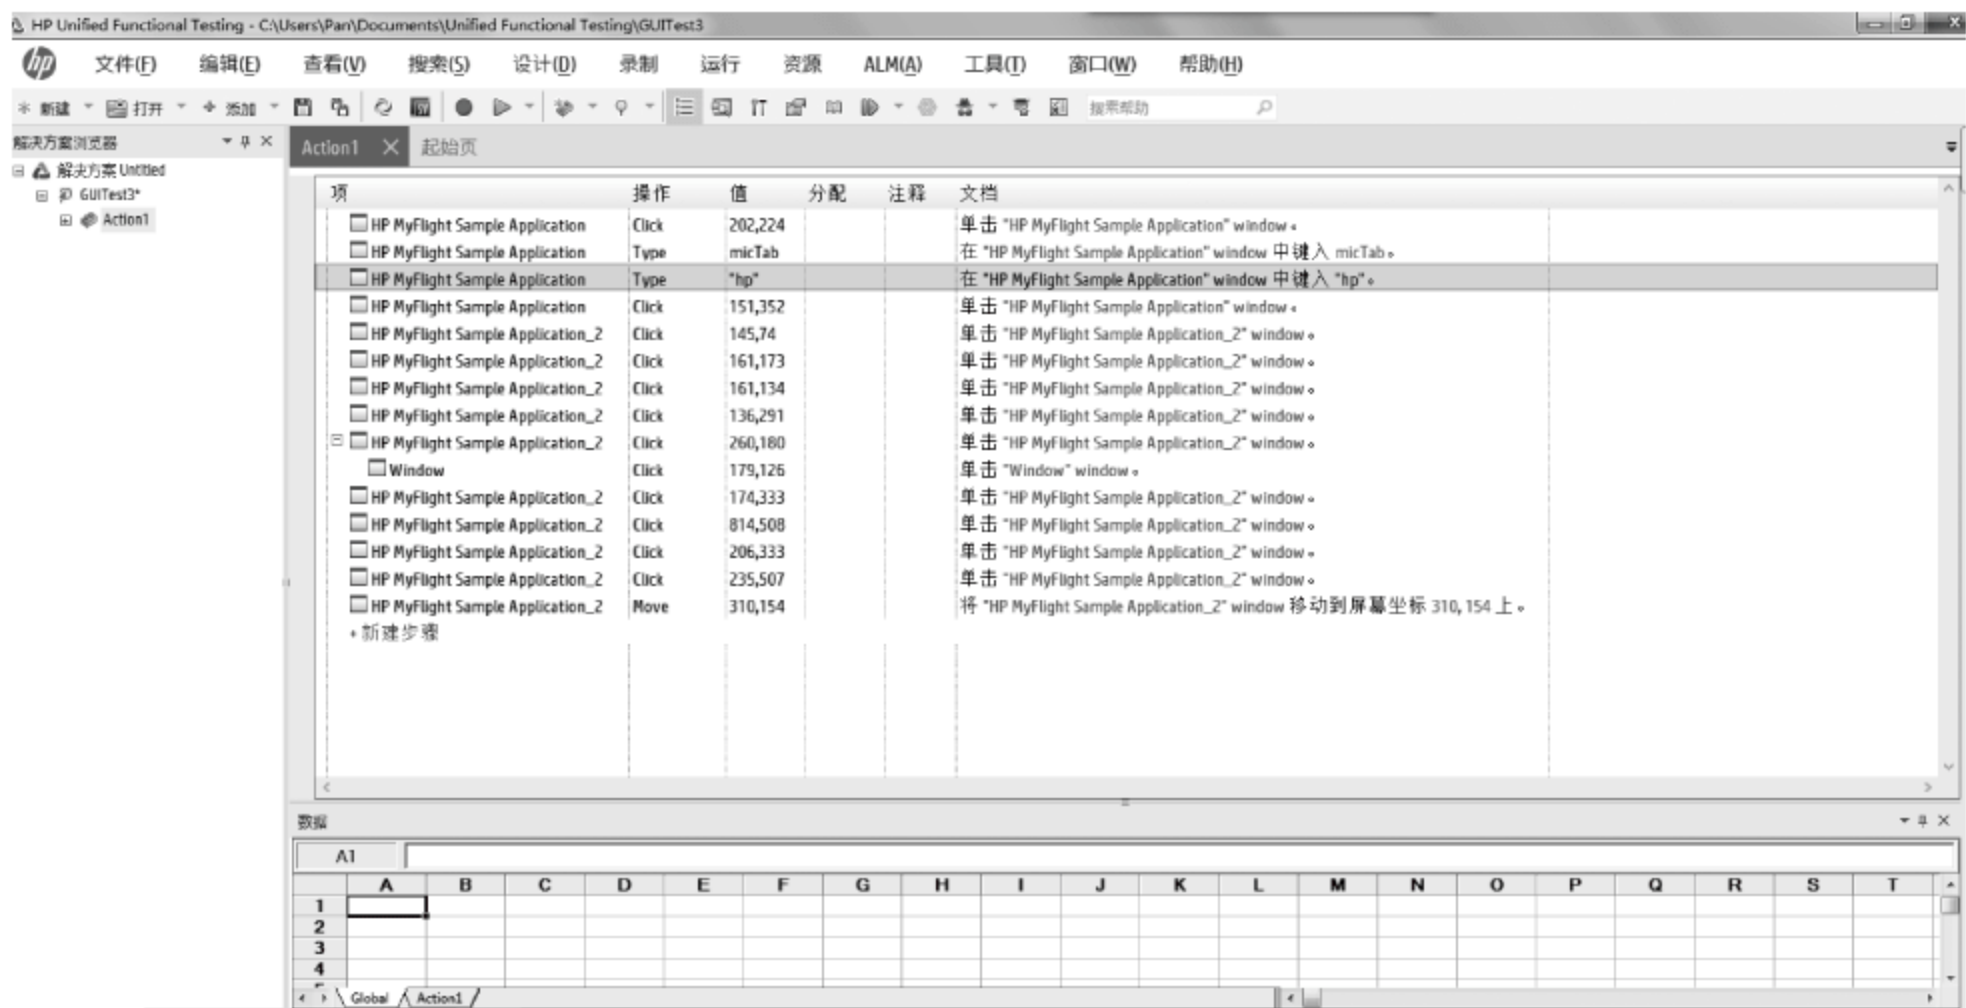 HP Unified Functional Testing - C:\Users\Pan\Documents\Unified Functional Testing\GUITest3
hp 文件(F) 编辑(E) 查看(V) 搜索(S) 设计(D) 录制 运行 资源 ALM(A) 工具(T) 窗口(W) 帮助(H)
新建 打开 添加 搜索帮助
解决方案浏览器
Action1 起始页
解决方案 Untitled
GUITest3*
Action1
项 操作 值 分配 注释 文档
HP MyFlight Sample Application Click 202,224 单击 "HP MyFlight Sample Application" window。
HP MyFlight Sample Application Type micTab 在 "HP MyFlight Sample Application" window 中键入 micTab。
HP MyFlight Sample Application Type "hp" 在 "HP MyFlight Sample Application" window 中键入 "hp"。
HP MyFlight Sample Application Click 151,352 单击 "HP MyFlight Sample Application" window。
HP MyFlight Sample Application_2 Click 145,74 单击 "HP MyFlight Sample Application_2" window。
HP MyFlight Sample Application_2 Click 161,173 单击 "HP MyFlight Sample Application_2" window。
HP MyFlight Sample Application_2 Click 161,134 单击 "HP MyFlight Sample Application_2" window。
HP MyFlight Sample Application_2 Click 136,291 单击 "HP MyFlight Sample Application_2" window。
HP MyFlight Sample Application_2 Click 260,180 单击 "HP MyFlight Sample Application_2" window。
Window Click 179,126 单击 "Window" window。
HP MyFlight Sample Application_2 Click 174,333 单击 "HP MyFlight Sample Application_2" window。
HP MyFlight Sample Application_2 Click 814,508 单击 "HP MyFlight Sample Application_2" window。
HP MyFlight Sample Application_2 Click 206,333 单击 "HP MyFlight Sample Application_2" window。
HP MyFlight Sample Application_2 Click 235,507 单击 "HP MyFlight Sample Application_2" window。
HP MyFlight Sample Application_2 Move 310,154 将 "HP MyFlight Sample Application_2" window 移动到屏幕坐标 310, 154 上。
新建步骤
数据
A1
A B C D E F G H I J K L M N O P Q R S T
1
2
3
4
Global Action1